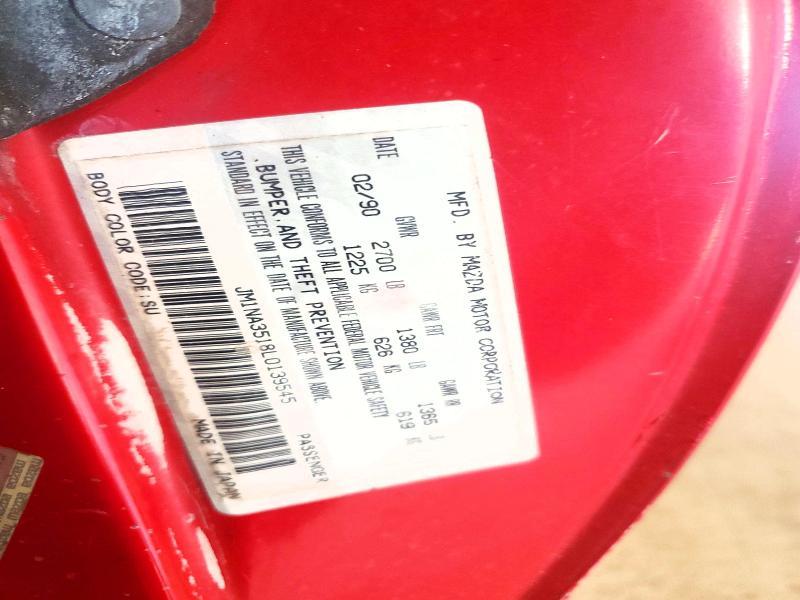 MFD. BY MAZDA MOTOR CORPORATION
DATE GVWR GAWR FRT GAWR RR
02/90 2700 LB 1380 LB 1365
1225 KG 626 KG 619 KG
THIS VEHICLE CONFORMS TO ALL APPLICABLE FEDERAL MOTOR VEHICLE SAFETY
BUMPER AND THEFT PREVENTION
STANDARD IN EFFECT ON THE DATE OF MANUFACTURE SHOWN ABOVE.
JM1NA3518L0139545 PASSENGER
BODY COLOR CODE:SU MADE IN JAPAN